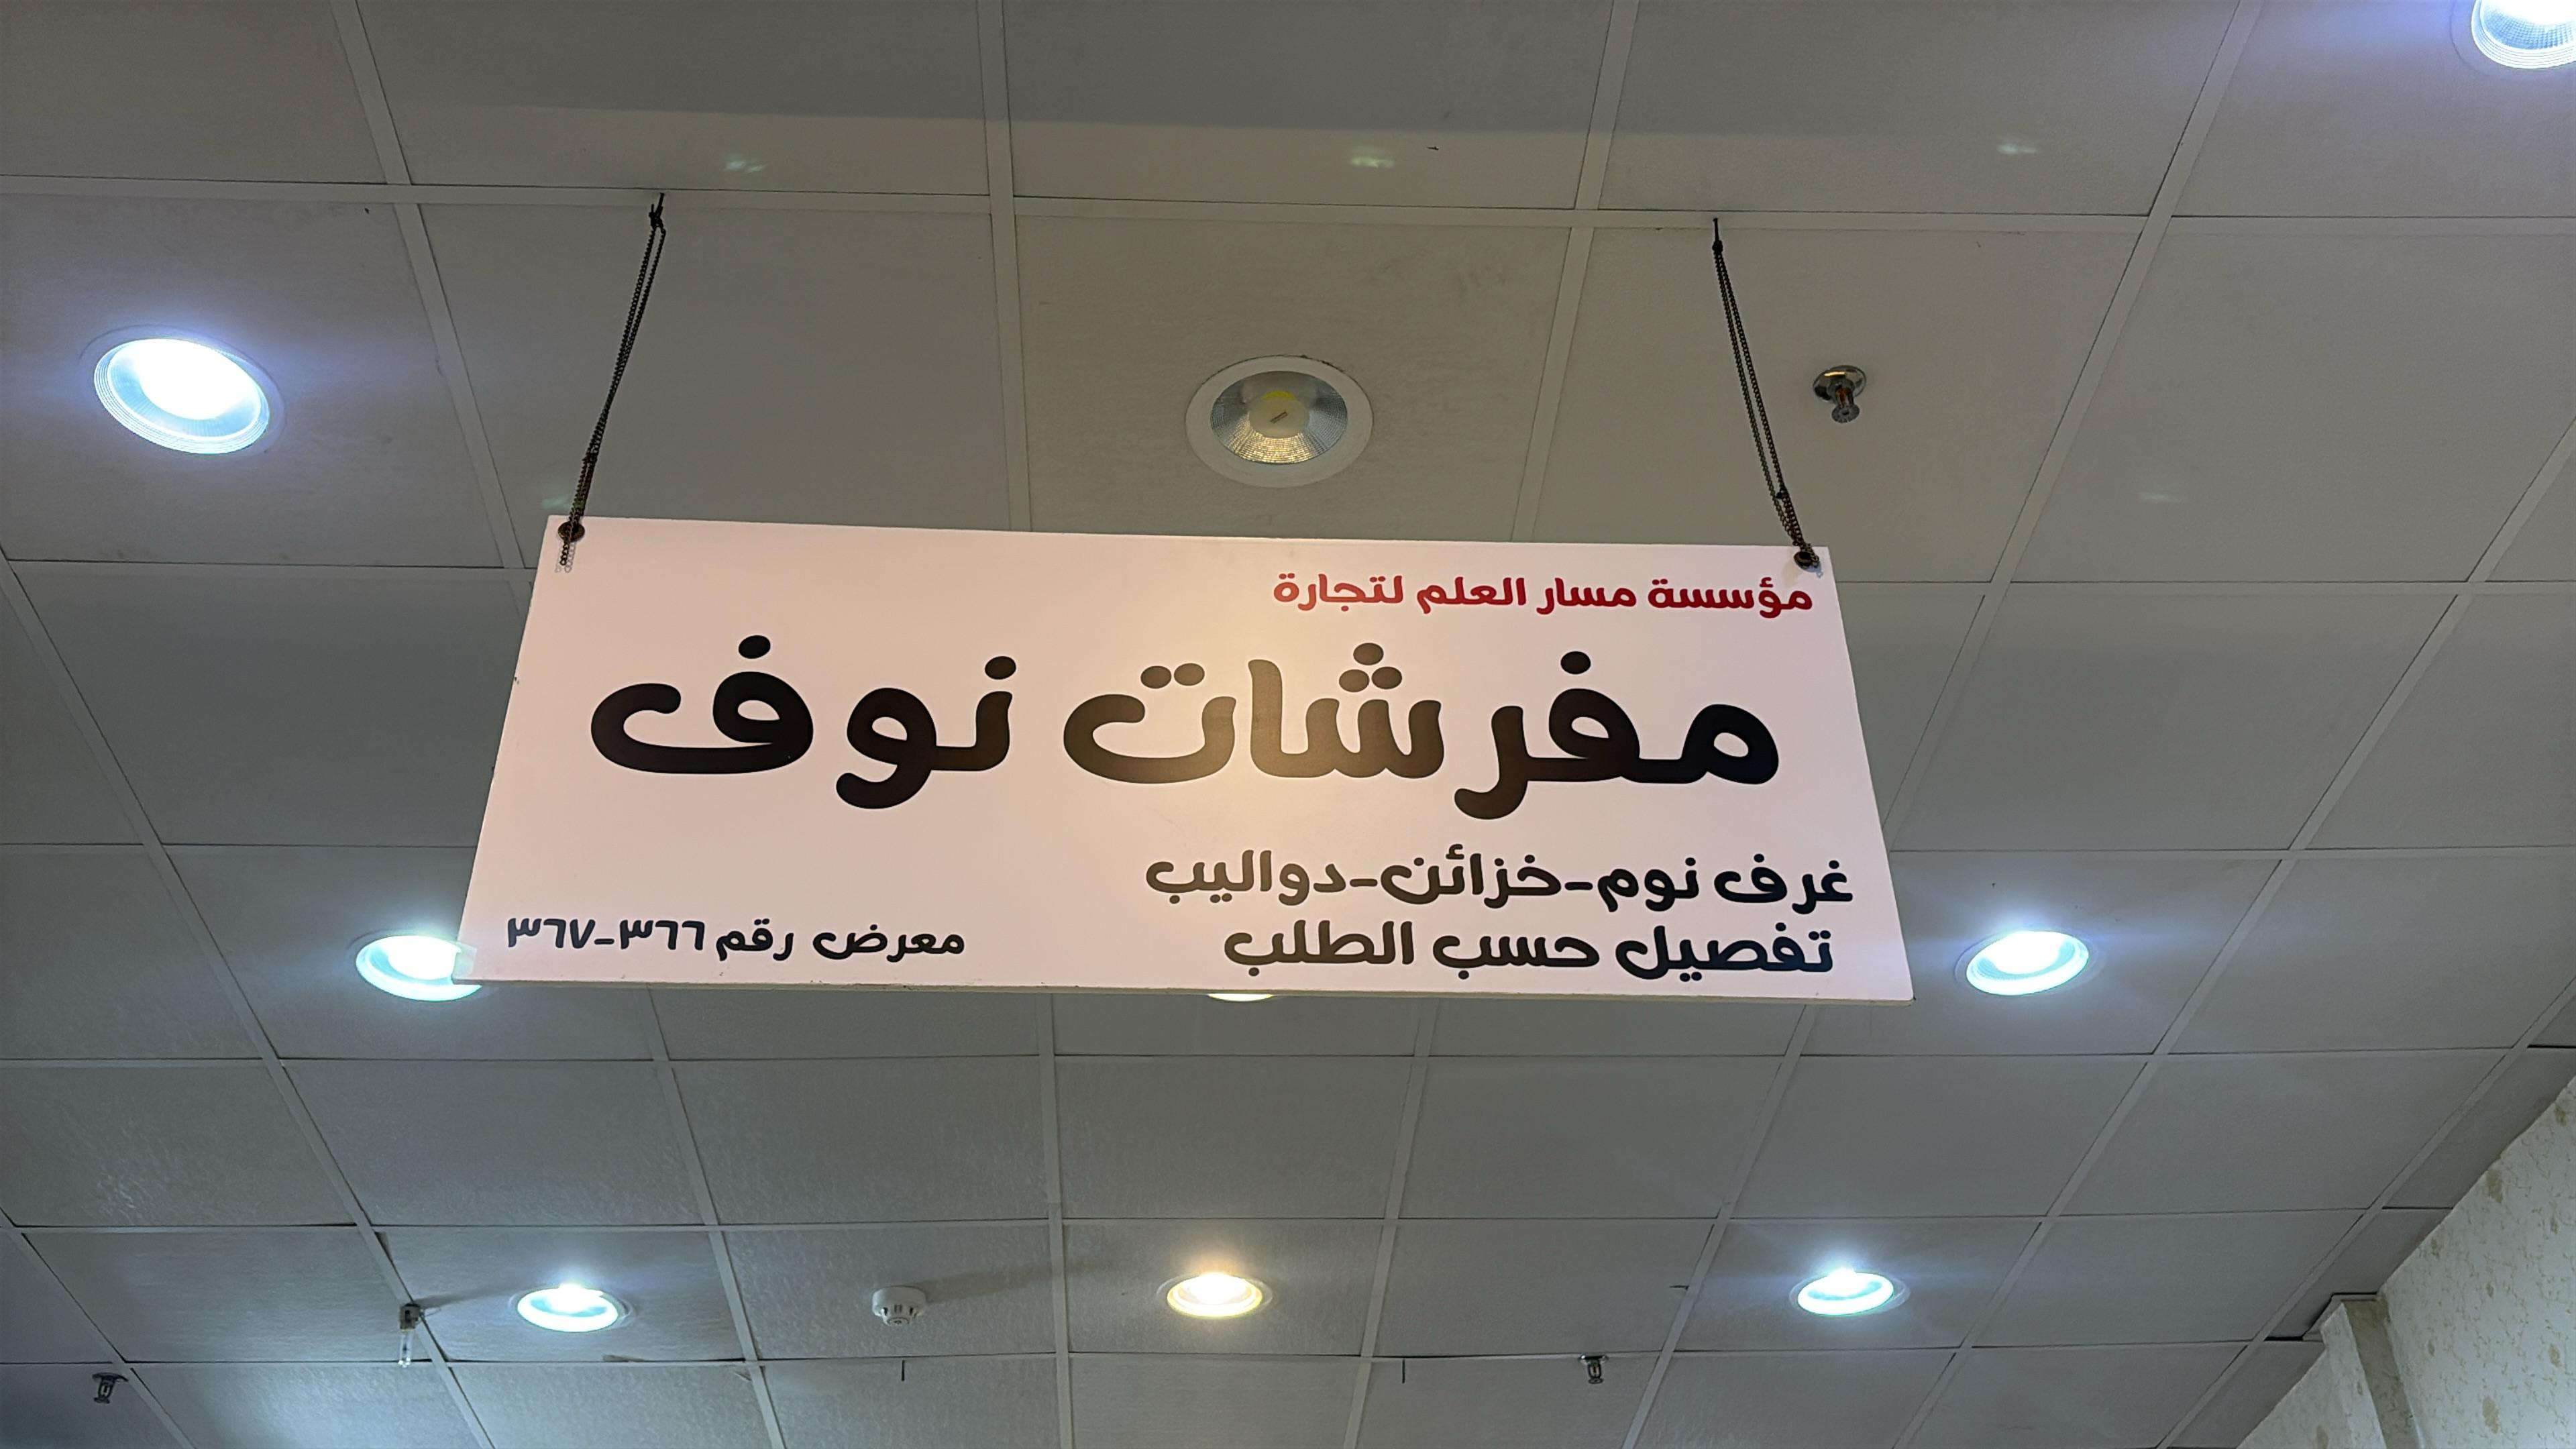 مؤسسة مسار العلم لتجارة
مفرشات نوف
غرف نوم-خزائن-دواليب
تفصيل حسب الطلب
معرض رقم ٣٦٦-٣٦٧